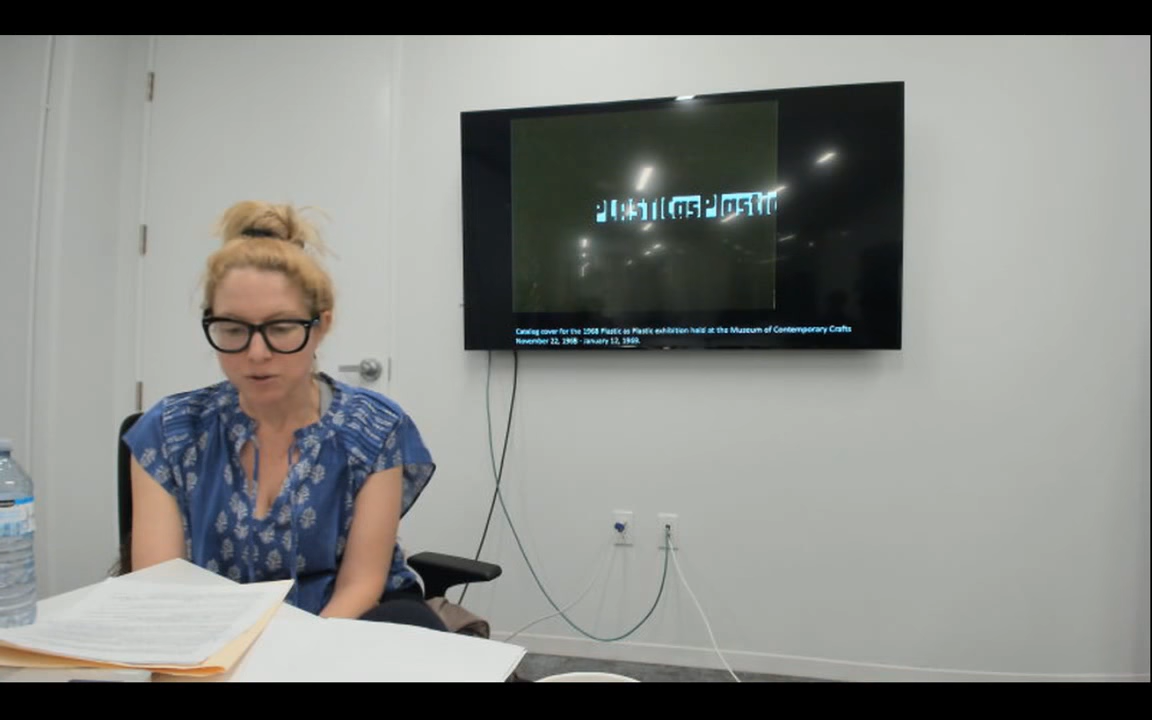 PLASTICasPlastic
Catalog cover for the 1968 Plastic as Plastic exhibition held at the Museum of Contemporary Crafts
November 22, 1968 - January 12, 1969.